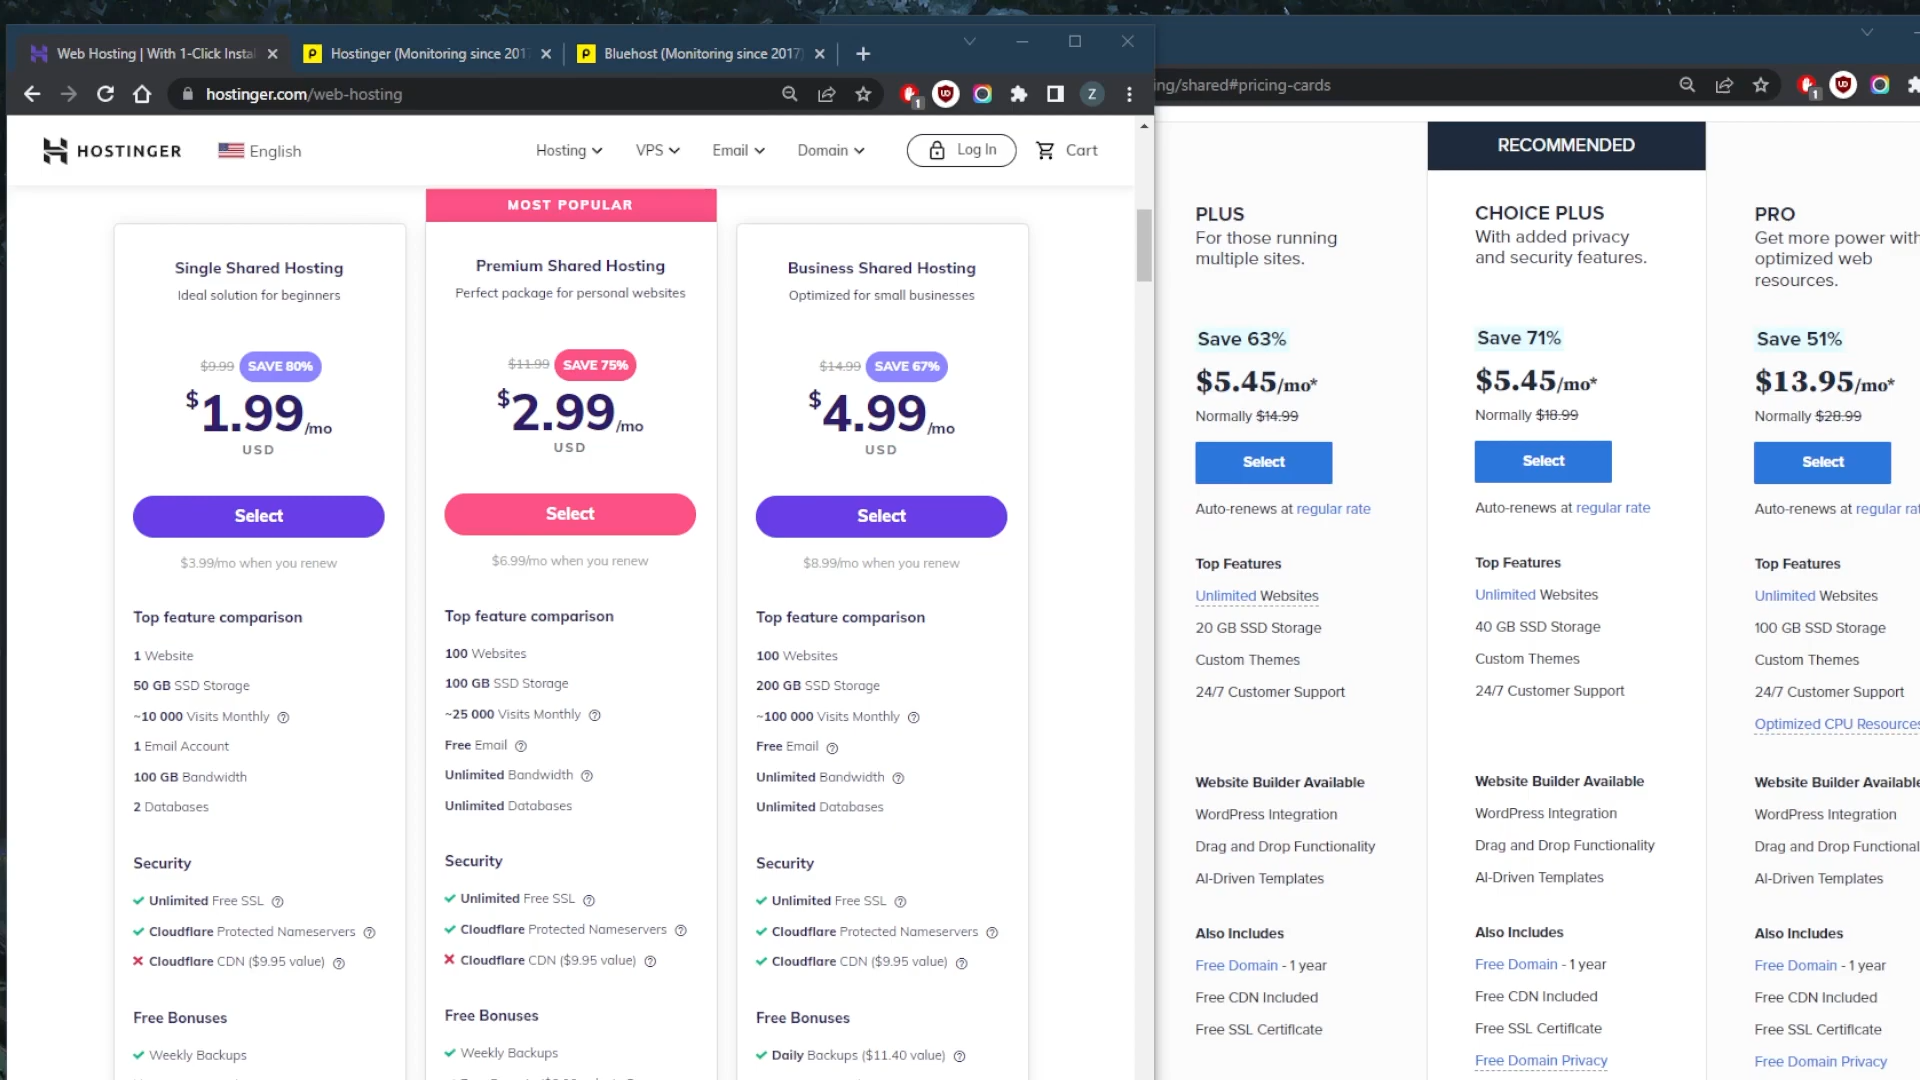 Web Hosting | With 1-Click Insta
Hostinger (Monitoring since 201
Bluehost (Monitoring since 2017)
hostinger.com/web-hosting
1
Z
ing/shared#pricing-cards
1
HOSTINGER
English
Hosting
VPS
Email
Domain
Log In
Cart
MOST POPULAR
Single Shared Hosting
Ideal solution for beginners
$9.99 SAVE 80%
$1.99/mo
USD
Select
$3.99/mo when you renew
Top feature comparison
1 Website
50 GB SSD Storage
~10 000 Visits Monthly
1 Email Account
100 GB Bandwidth
2 Databases
Security
Unlimited Free SSL
Cloudflare Protected Nameservers
Cloudflare CDN ($9.95 value)
Free Bonuses
Weekly Backups
Premium Shared Hosting
Perfect package for personal websites
$11.99 SAVE 75%
$2.99/mo
USD
Select
$6.99/mo when you renew
Top feature comparison
100 Websites
100 GB SSD Storage
~25 000 Visits Monthly
Free Email
Unlimited Bandwidth
Unlimited Databases
Security
Unlimited Free SSL
Cloudflare Protected Nameservers
Cloudflare CDN ($9.95 value)
Free Bonuses
Weekly Backups
Business Shared Hosting
Optimized for small businesses
$14.99 SAVE 67%
$4.99/mo
USD
Select
$8.99/mo when you renew
Top feature comparison
100 Websites
200 GB SSD Storage
~100 000 Visits Monthly
Free Email
Unlimited Bandwidth
Unlimited Databases
Security
Unlimited Free SSL
Cloudflare Protected Nameservers
Cloudflare CDN ($9.95 value)
Free Bonuses
Daily Backups ($11.40 value)
PLUS
For those running
multiple sites.
Save 63%
$5.45/mo*
Normally $14.99
Select
Auto-renews at regular rate
Top Features
Unlimited Websites
20 GB SSD Storage
Custom Themes
24/7 Customer Support
Website Builder Available
WordPress Integration
Drag and Drop Functionality
AI-Driven Templates
Also Includes
Free Domain - 1 year
Free CDN Included
Free SSL Certificate
RECOMMENDED
CHOICE PLUS
With added privacy
and security features.
Save 71%
$5.45/mo*
Normally $18.99
Select
Auto-renews at regular rate
Top Features
Unlimited Websites
40 GB SSD Storage
Custom Themes
24/7 Customer Support
Website Builder Available
WordPress Integration
Drag and Drop Functionality
AI-Driven Templates
Also Includes
Free Domain - 1 year
Free CDN Included
Free SSL Certificate
Free Domain Privacy
PRO
Get more power with
optimized web
resources.
Save 51%
$13.95/mo*
Normally $28.99
Select
Auto-renews at regular rat
Top Features
Unlimited Websites
100 GB SSD Storage
Custom Themes
24/7 Customer Support
Optimized CPU Resources
Website Builder Available
WordPress Integration
Drag and Drop Functional
AI-Driven Templates
Also Includes
Free Domain - 1 year
Free CDN Included
Free SSL Certificate
Free Domain Privacy